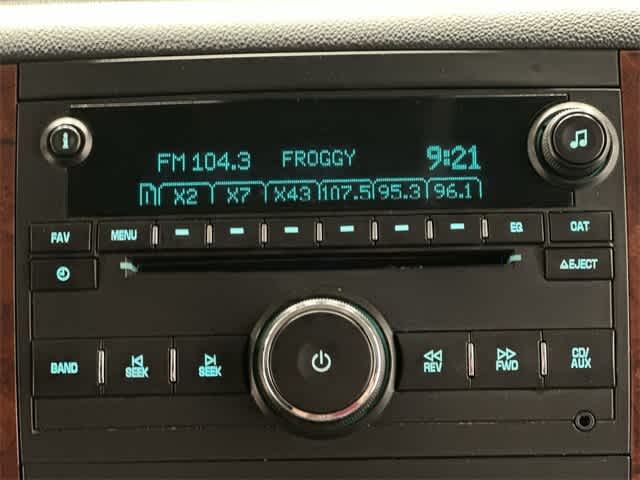 FM 104.3 FROGGY 9:21
1 X2 X7 X43 107.5 95.3 96.1
FAV MENU EQ CAT
EJECT
BAND SEEK SEEK REV FWD CD/AUX